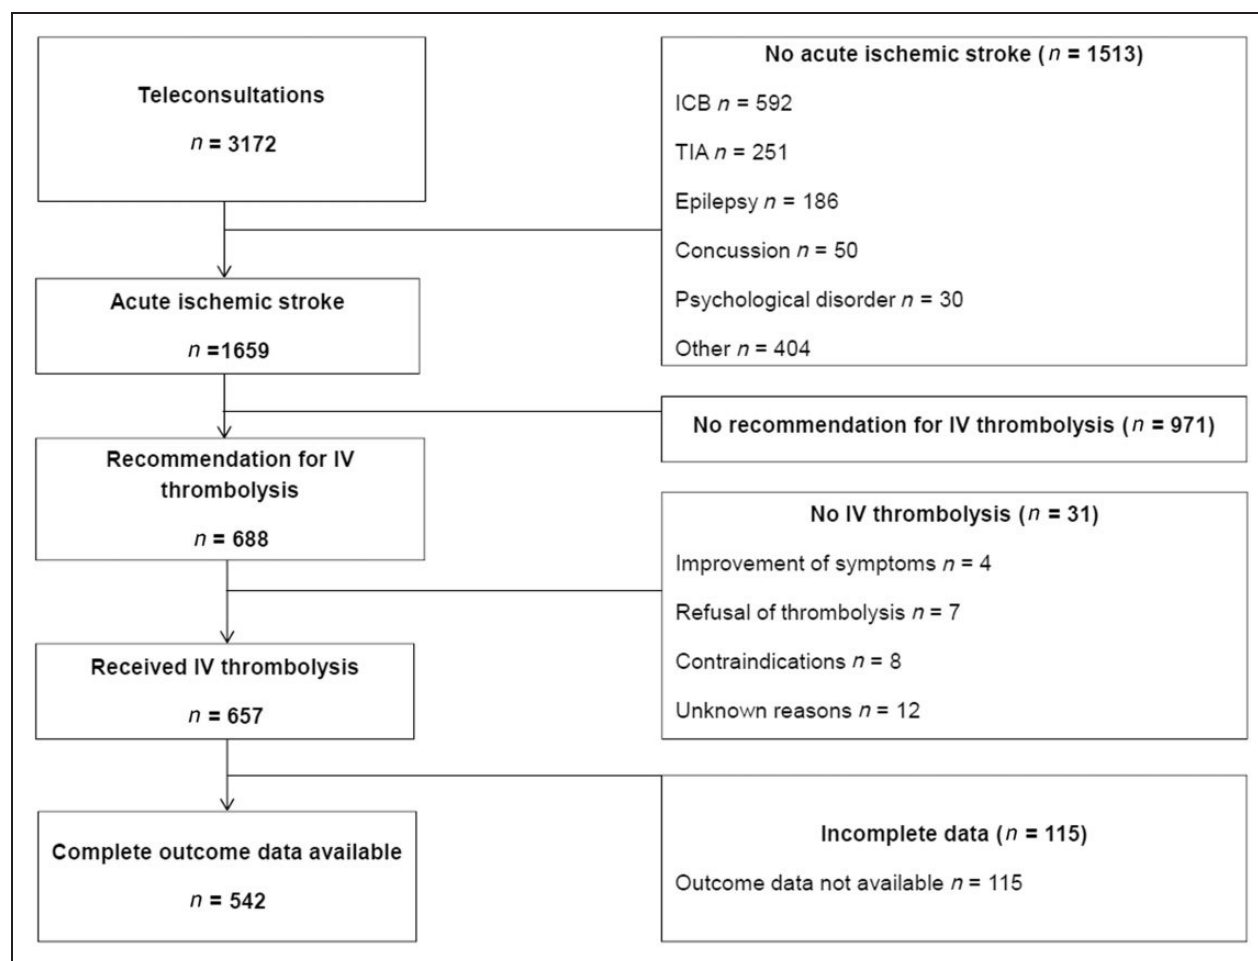 Teleconsultations
n = 3172
No acute ischemic stroke (n = 1513)
ICB n = 592
TIA n = 251
Epilepsy n = 186
Concussion n = 50
Psychological disorder n = 30
Other n = 404
Acute ischemic stroke
n =1659
No recommendation for IV thrombolysis (n = 971)
Recommendation for IV
thrombolysis
n = 688
No IV thrombolysis (n = 31)
Improvement of symptoms n = 4
Refusal of thrombolysis n = 7
Contraindications n = 8
Unknown reasons n = 12
Received IV thrombolysis
n = 657
Incomplete data (n = 115)
Outcome data not available n = 115
Complete outcome data available
n = 542